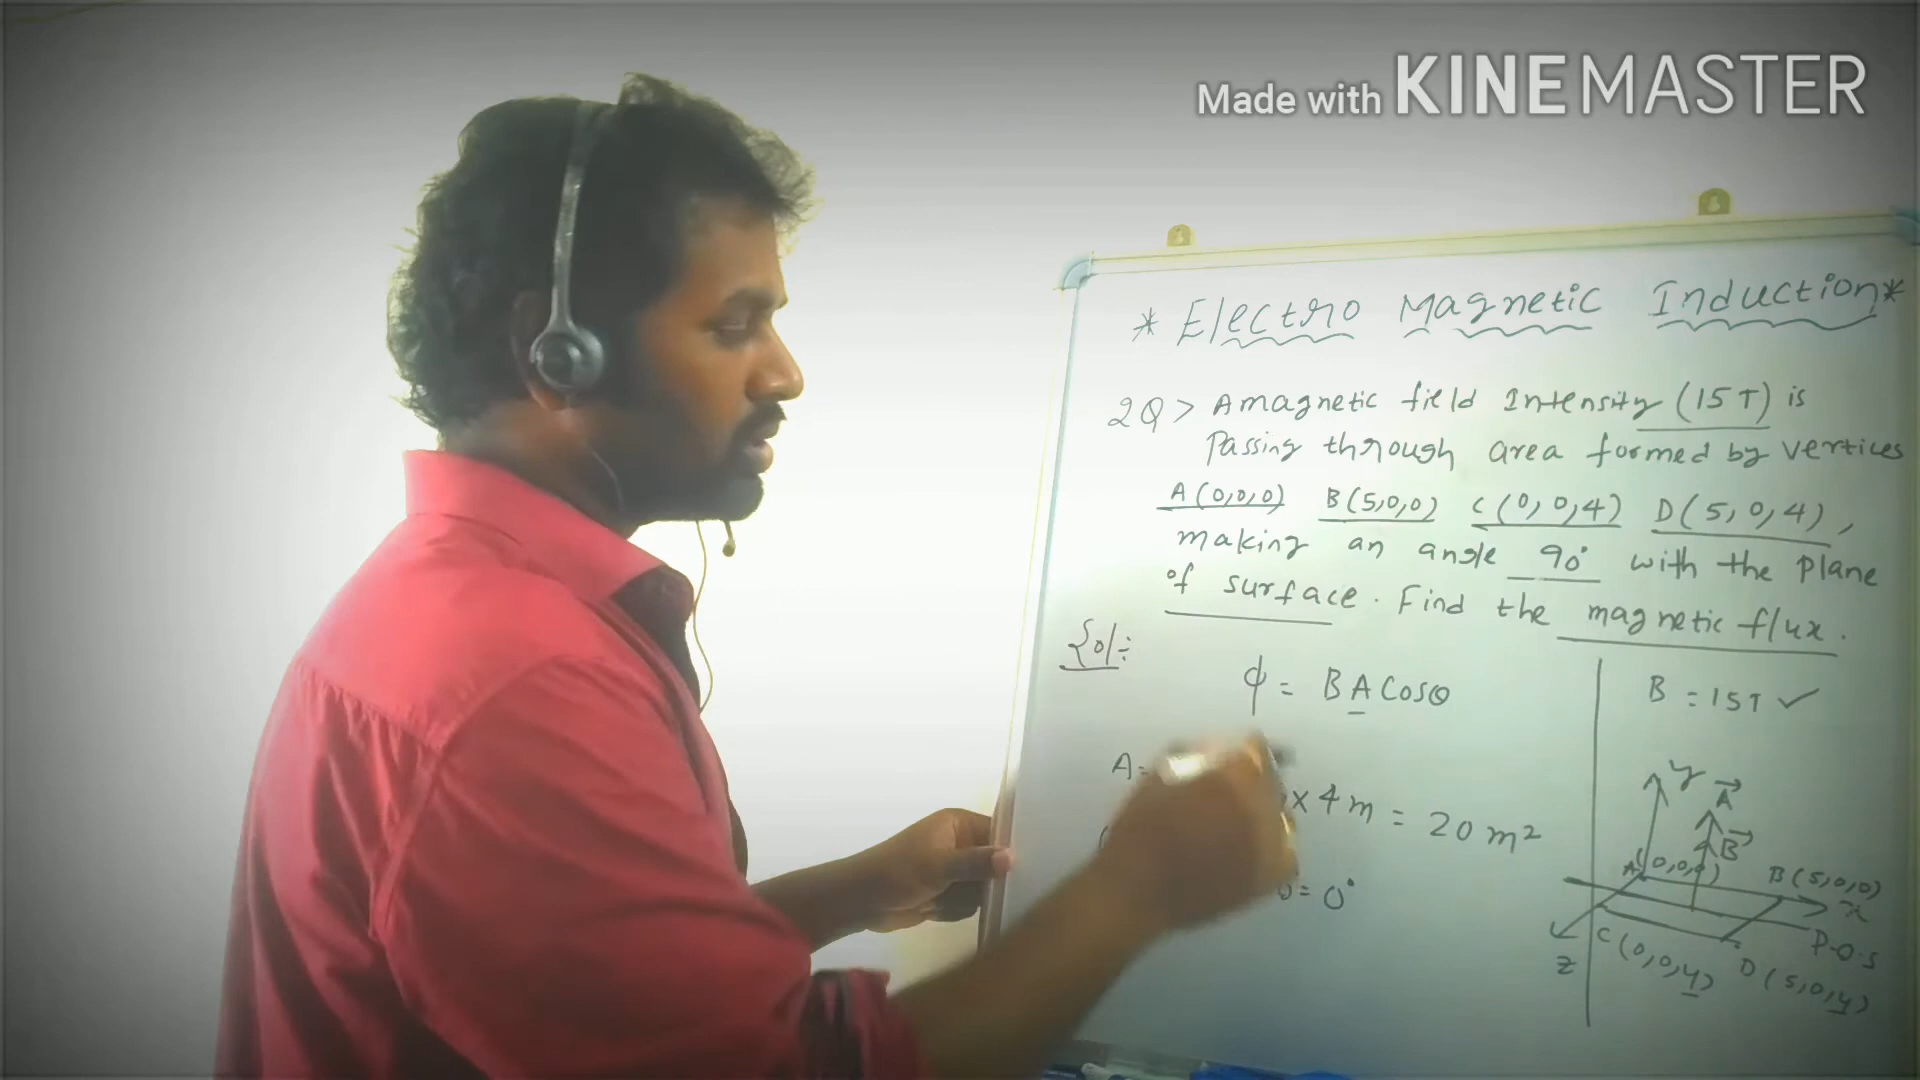 Made with KINEMASTER
* Electro Magnetic Induction *
2Q> A magnetic field Intensity (15T) is
Passing through area formed by vertices
A(0,0,0) B(5,0,0) C(0,0,4) D(5,0,4),
making an angle 90° with the plane
of surface. Find the magnetic flux.
Sol:
ϕ = BA Cosθ
B = 15T ✓
A =
x 4 m = 20 m²
= 0°
y
A⃗
B⃗
A(0,0,0)
B(5,0,0)
x
P.O.S
z
C(0,0,4)
D(5,0,4)